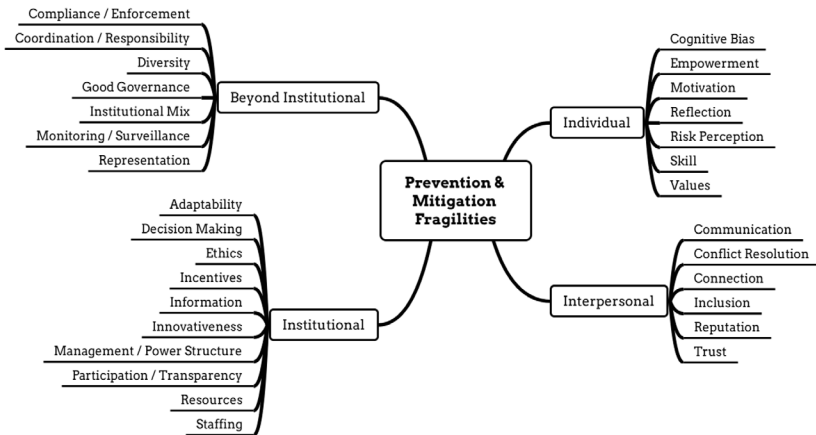 Compliance / Enforcement
Coordination / Responsibility
Diversity
Good Governance
Institutional Mix
Monitoring / Surveillance
Representation
Beyond Institutional
Adaptability
Decision Making
Ethics
Incentives
Information
Innovativeness
Management / Power Structure
Participation / Transparency
Resources
Staffing
Institutional
Prevention &
Mitigation
Fragilities
Individual
Cognitive Bias
Empowerment
Motivation
Reflection
Risk Perception
Skill
Values
Interpersonal
Communication
Conflict Resolution
Connection
Inclusion
Reputation
Trust